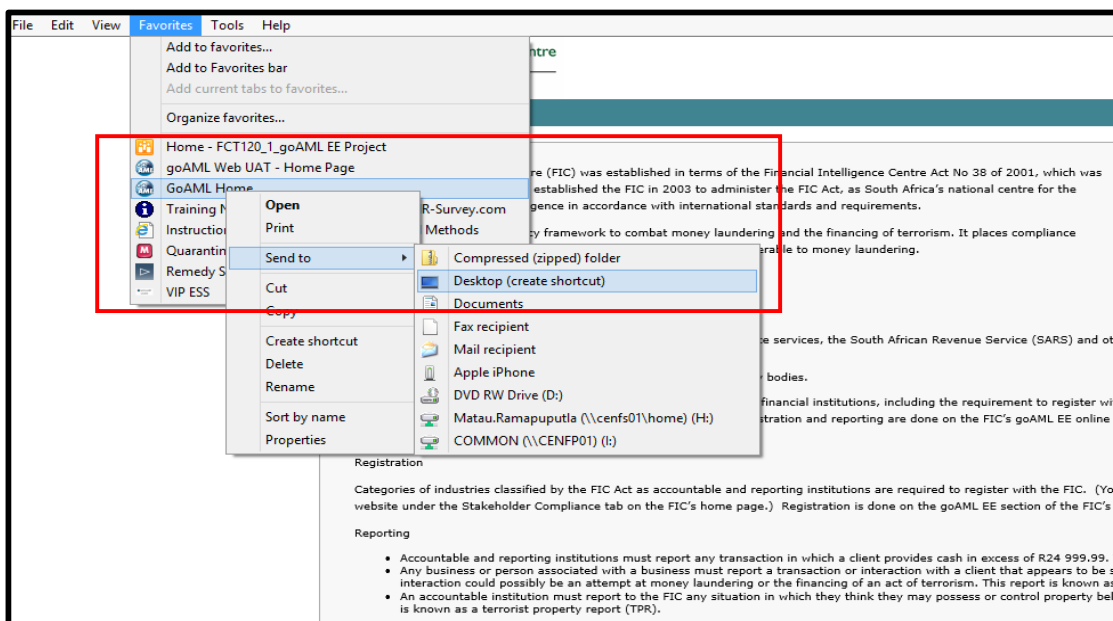 File Edit View Favorites Tools Help
Add to favorites...
Add to Favorites bar
Add current tabs to favorites...
Organize favorites...
Home - FCT120_1_goAML EE Project
goAML Web UAT - Home Page
GoAML Home
Training
R-Survey.com
Instruction
Methods
Quarantin
Remedy S
VIP ESS
Open
Print
Send to
Cut
Copy
Create shortcut
Delete
Rename
Sort by name
Properties
Compressed (zipped) folder
Desktop (create shortcut)
Documents
Fax recipient
Mail recipient
Apple iPhone
DVD RW Drive (D:)
Matau.Ramapuputla (\\cenfs01\home) (H:)
COMMON (\\CENFP01) (I:)
ntre
re (FIC) was established in terms of the Financial Intelligence Centre Act No 38 of 2001, which was
established the FIC in 2003 to administer the FIC Act, as South Africa's national centre for the
gence in accordance with international standards and requirements.
cy framework to combat money laundering and the financing of terrorism. It places compliance
erable to money laundering.
ce services, the South African Revenue Service (SARS) and ot
bodies.
financial institutions, including the requirement to register wi
stration and reporting are done on the FIC's goAML EE online
Registration
Categories of industries classified by the FIC Act as accountable and reporting institutions are required to register with the FIC. (Yo
website under the Stakeholder Compliance tab on the FIC's home page.) Registration is done on the goAML EE section of the FIC's
Reporting
• Accountable and reporting institutions must report any transaction in which a client provides cash in excess of R24 999.99.
• Any business or person associated with a business must report a transaction or interaction with a client that appears to be s
interaction could possibly be an attempt at money laundering or the financing of an act of terrorism. This report is known as
• An accountable institution must report to the FIC any situation in which they think they may possess or control property bel
is known as a terrorist property report (TPR).